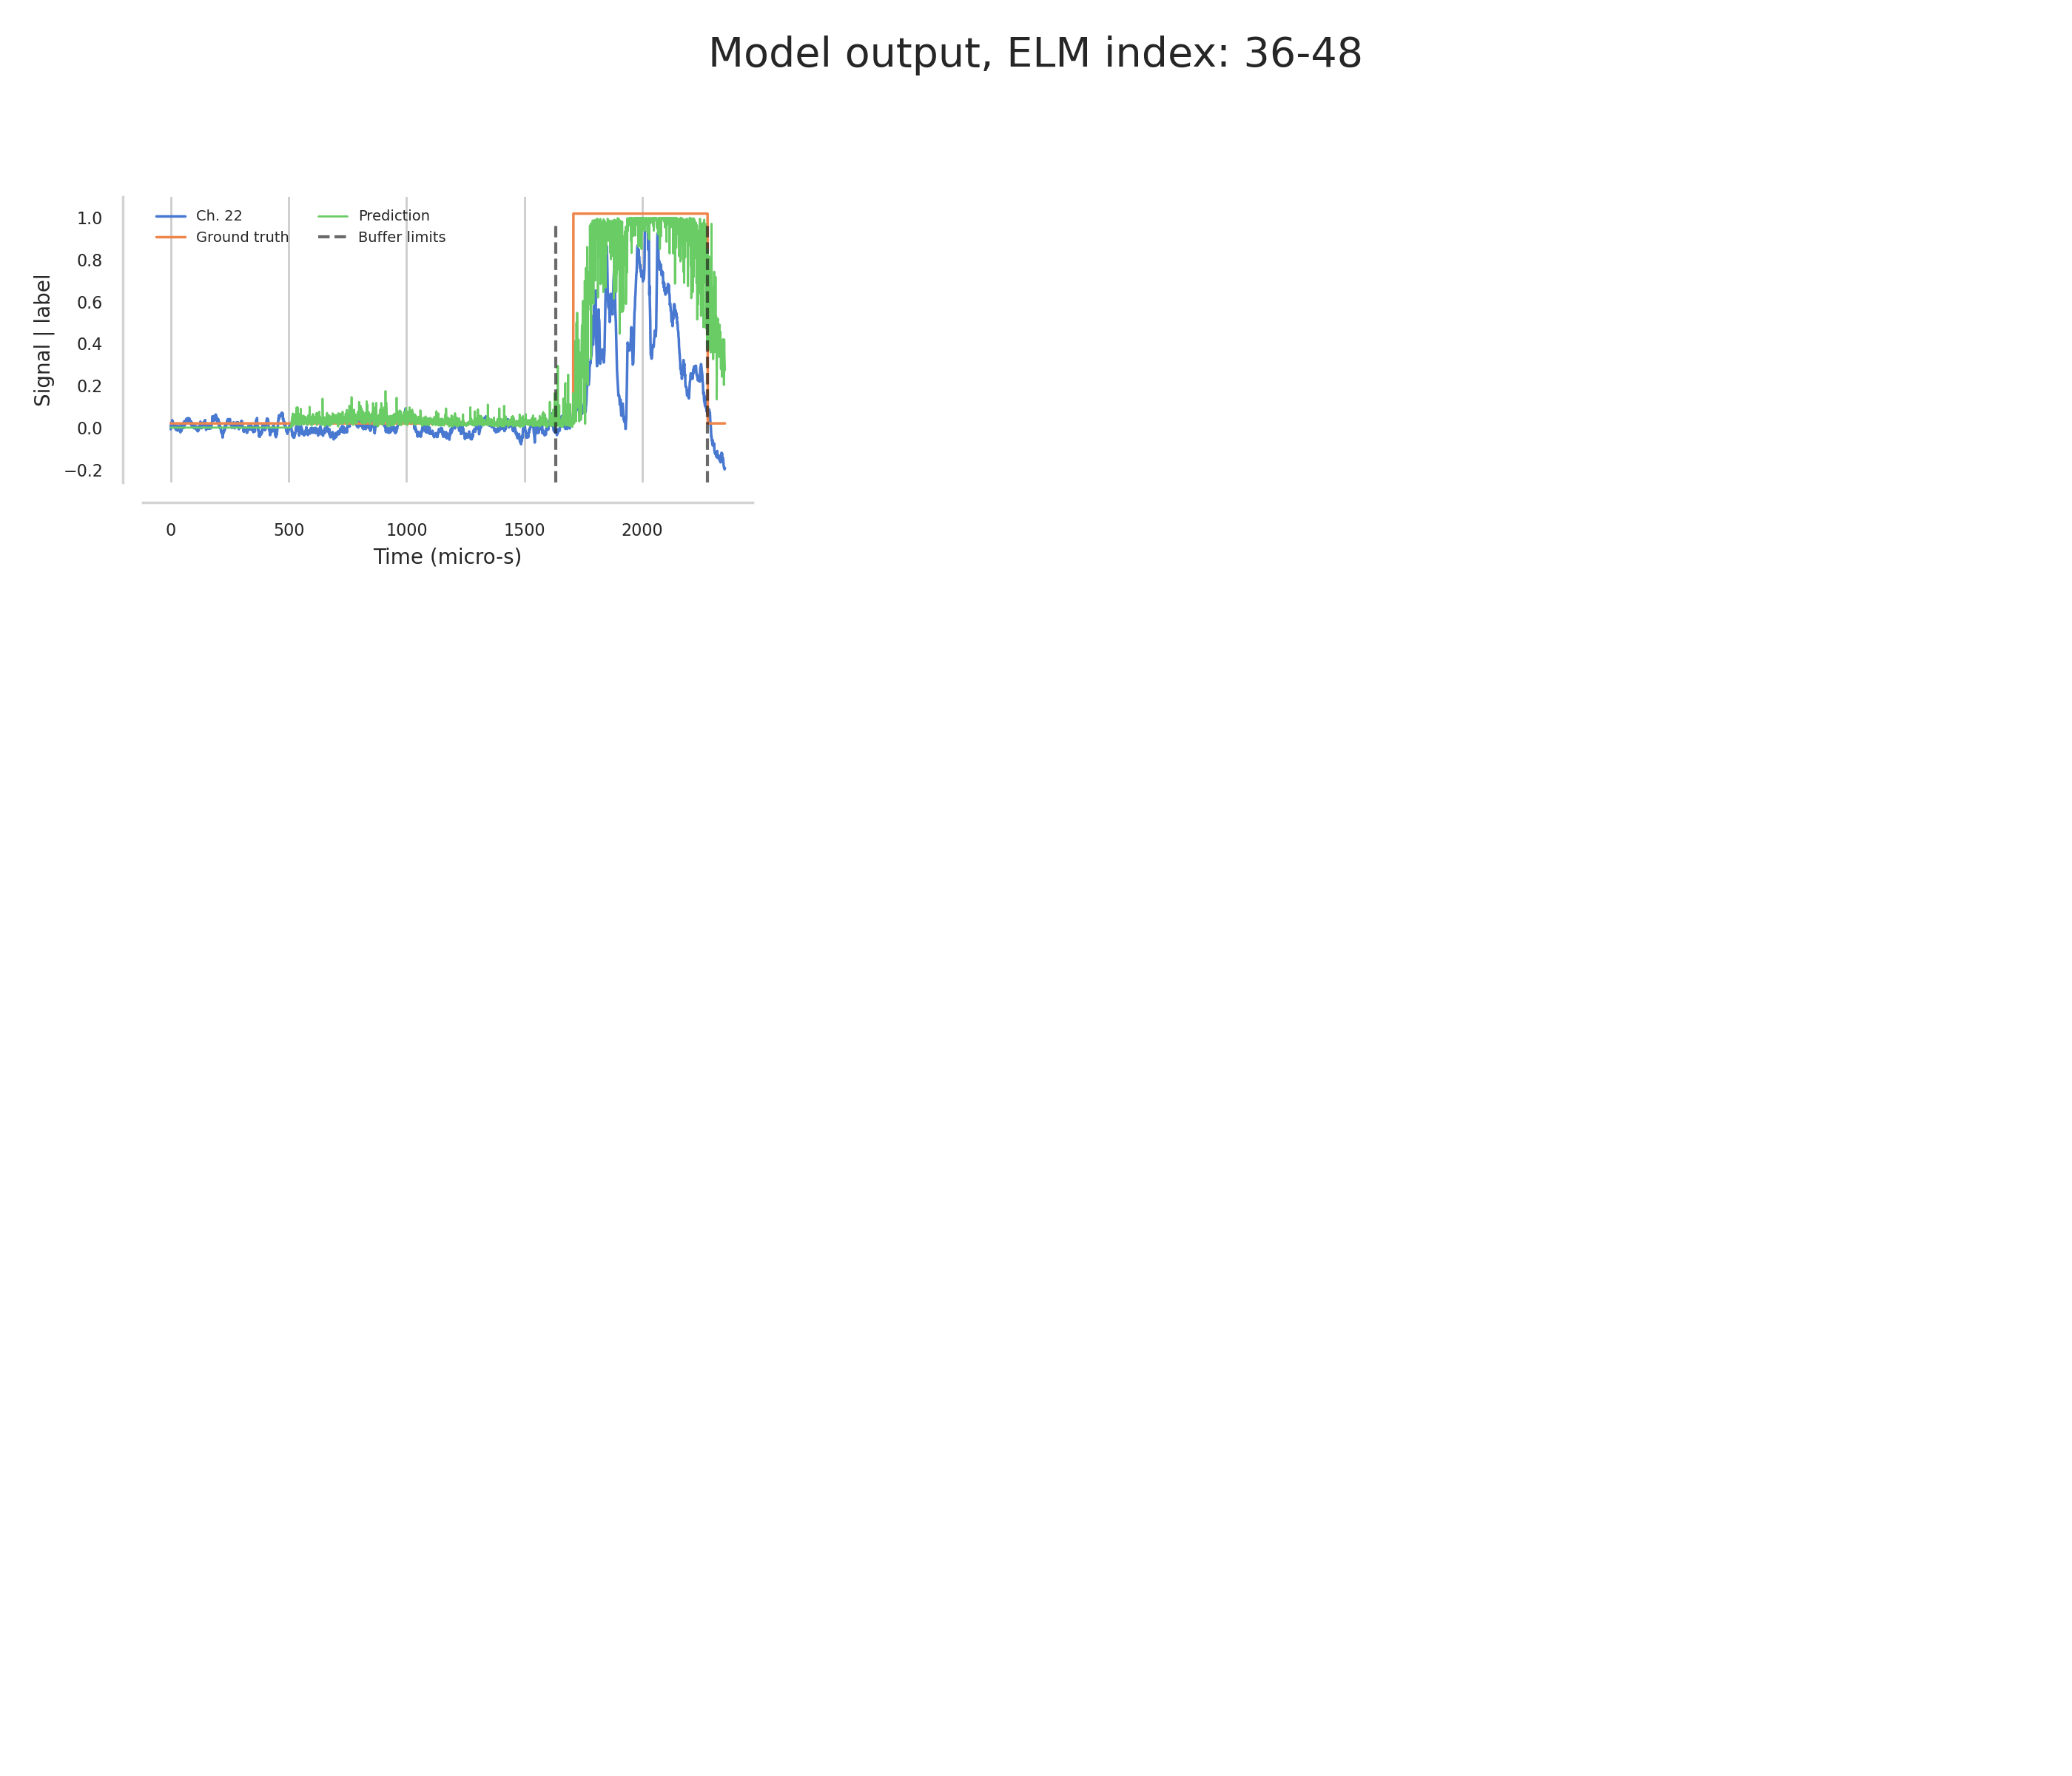 Model output, ELM index: 36-48
Ch. 22
Prediction
Ground truth
Buffer limits
1.0
0.8
0.6
0.4
0.2
0.0
−0.2
Signal | label
0 500 1000 1500 2000
Time (micro-s)